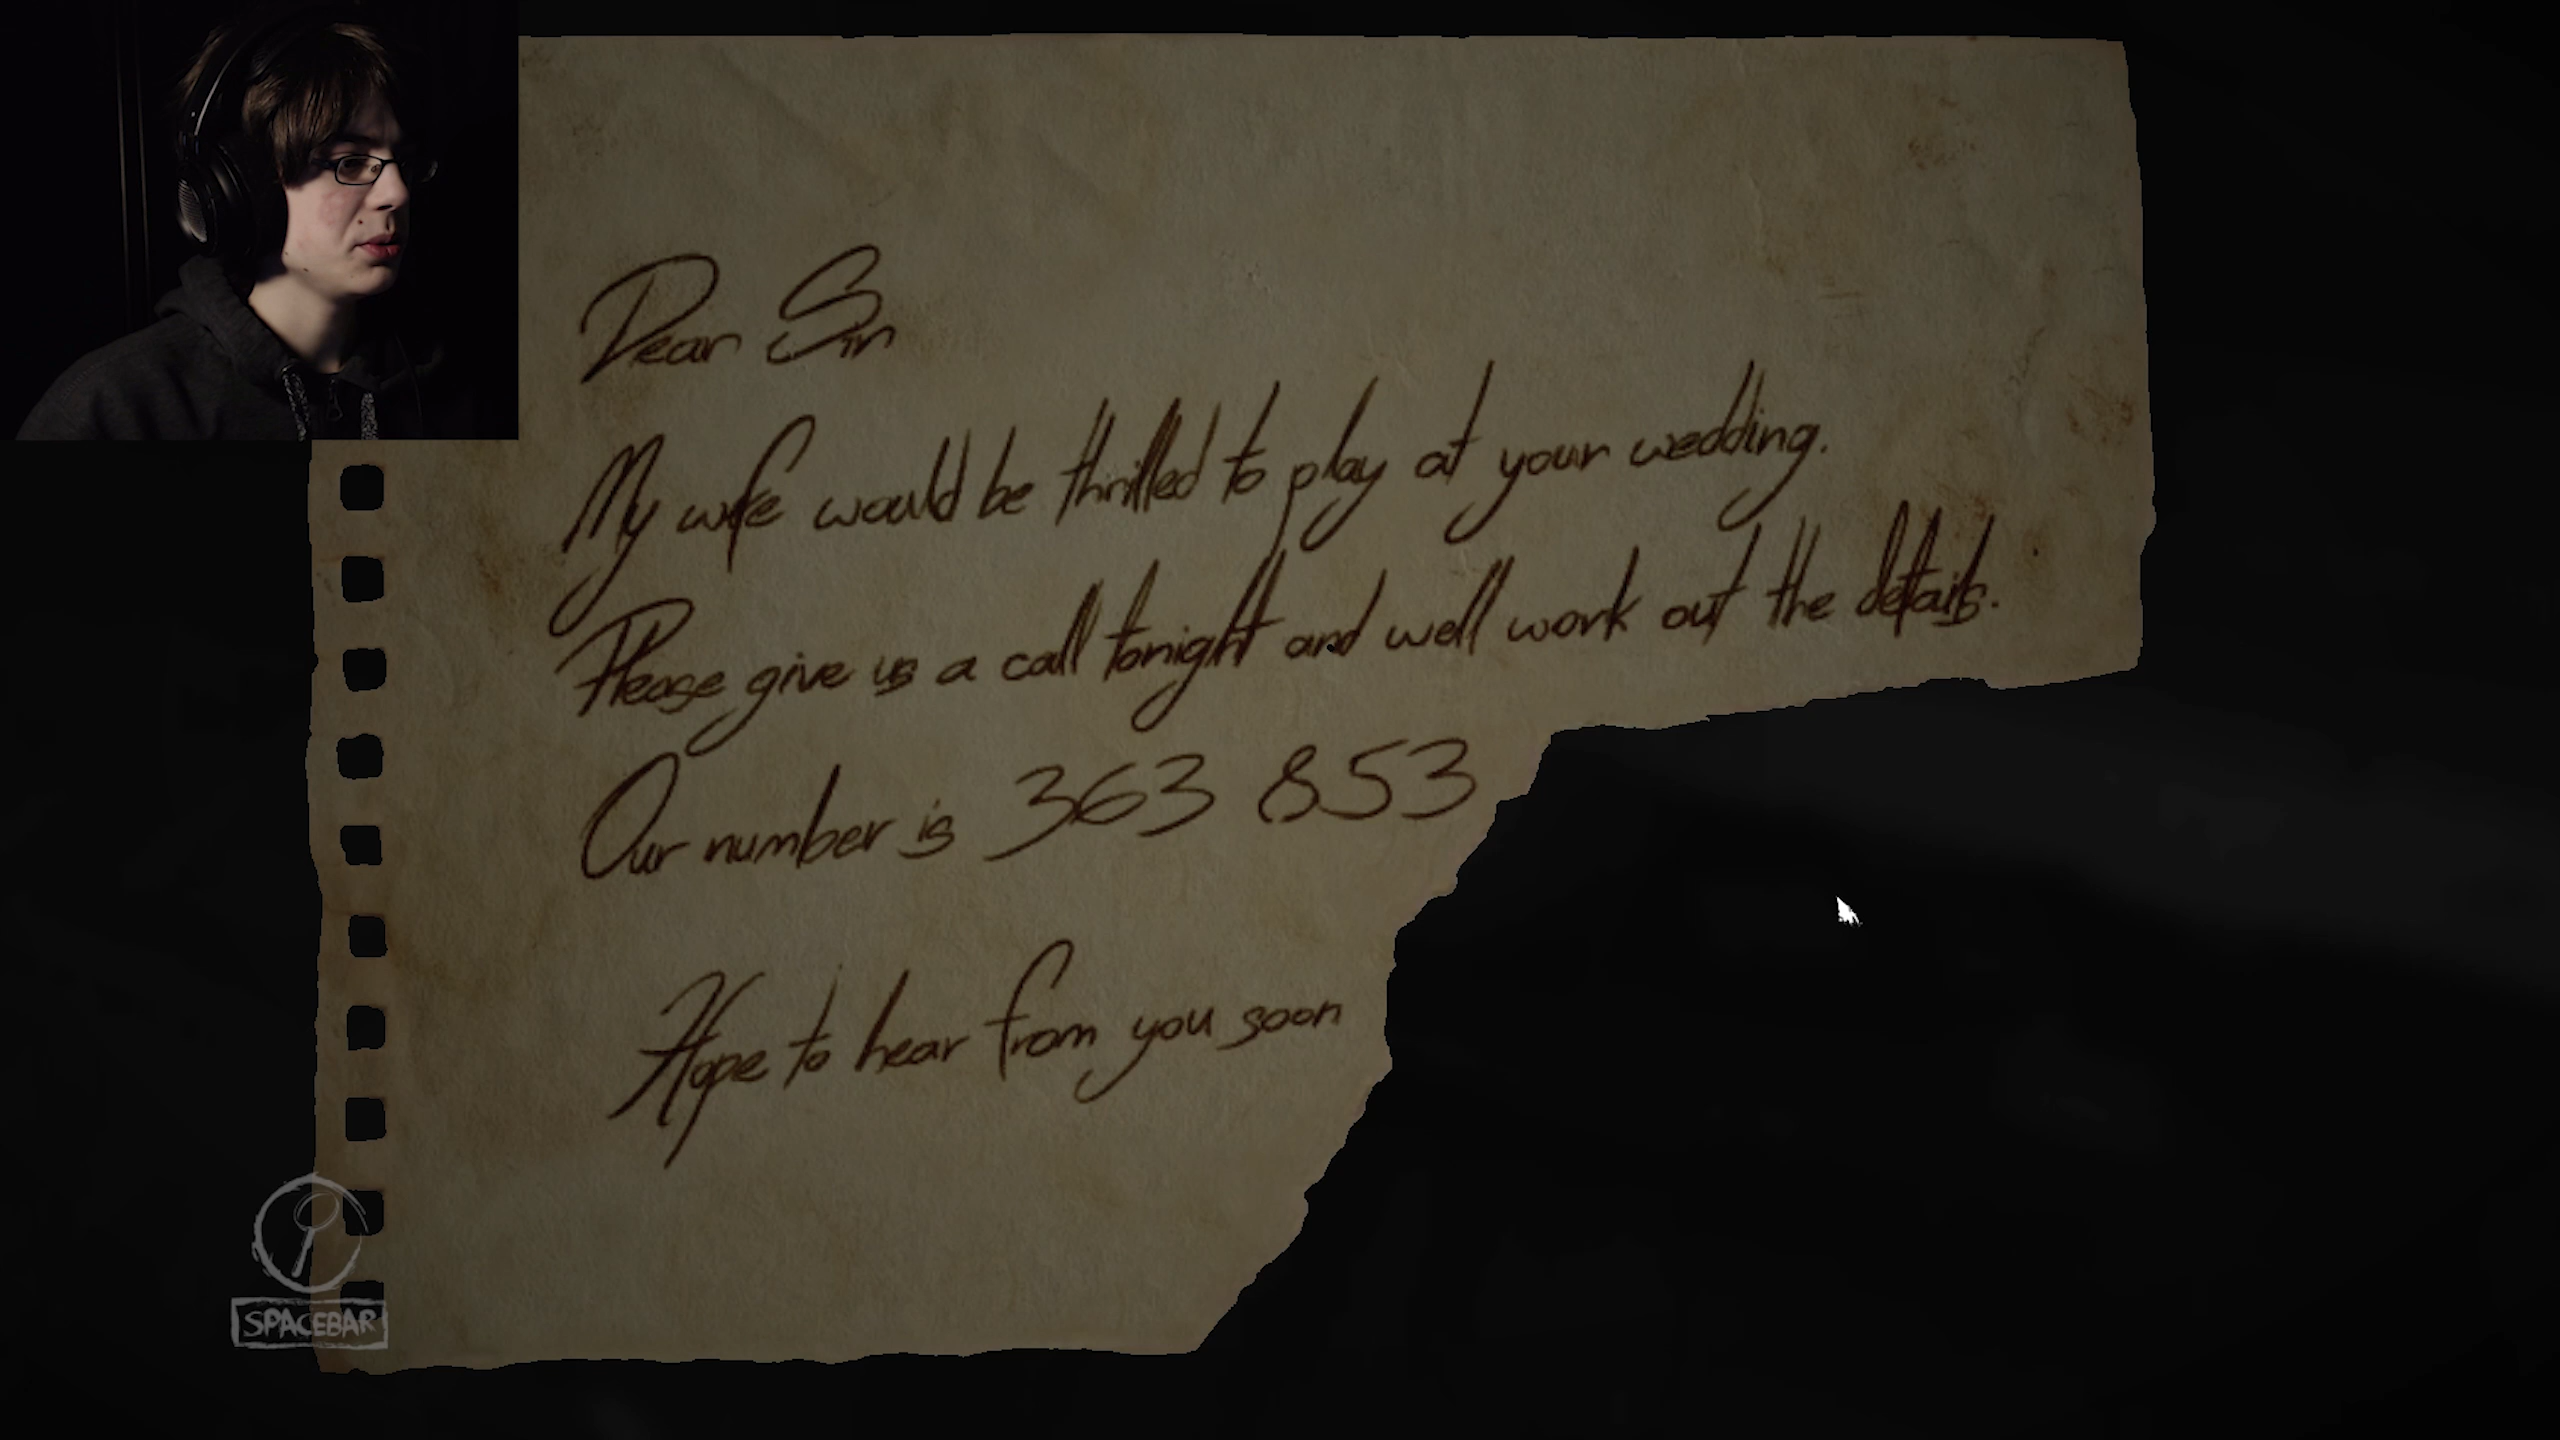 Dear Sir
My wife would be thrilled to play at your wedding.
Please give us a call tonight and well work out the details.
Our number is 363 853
Hope to hear from you soon
SPACEBAR